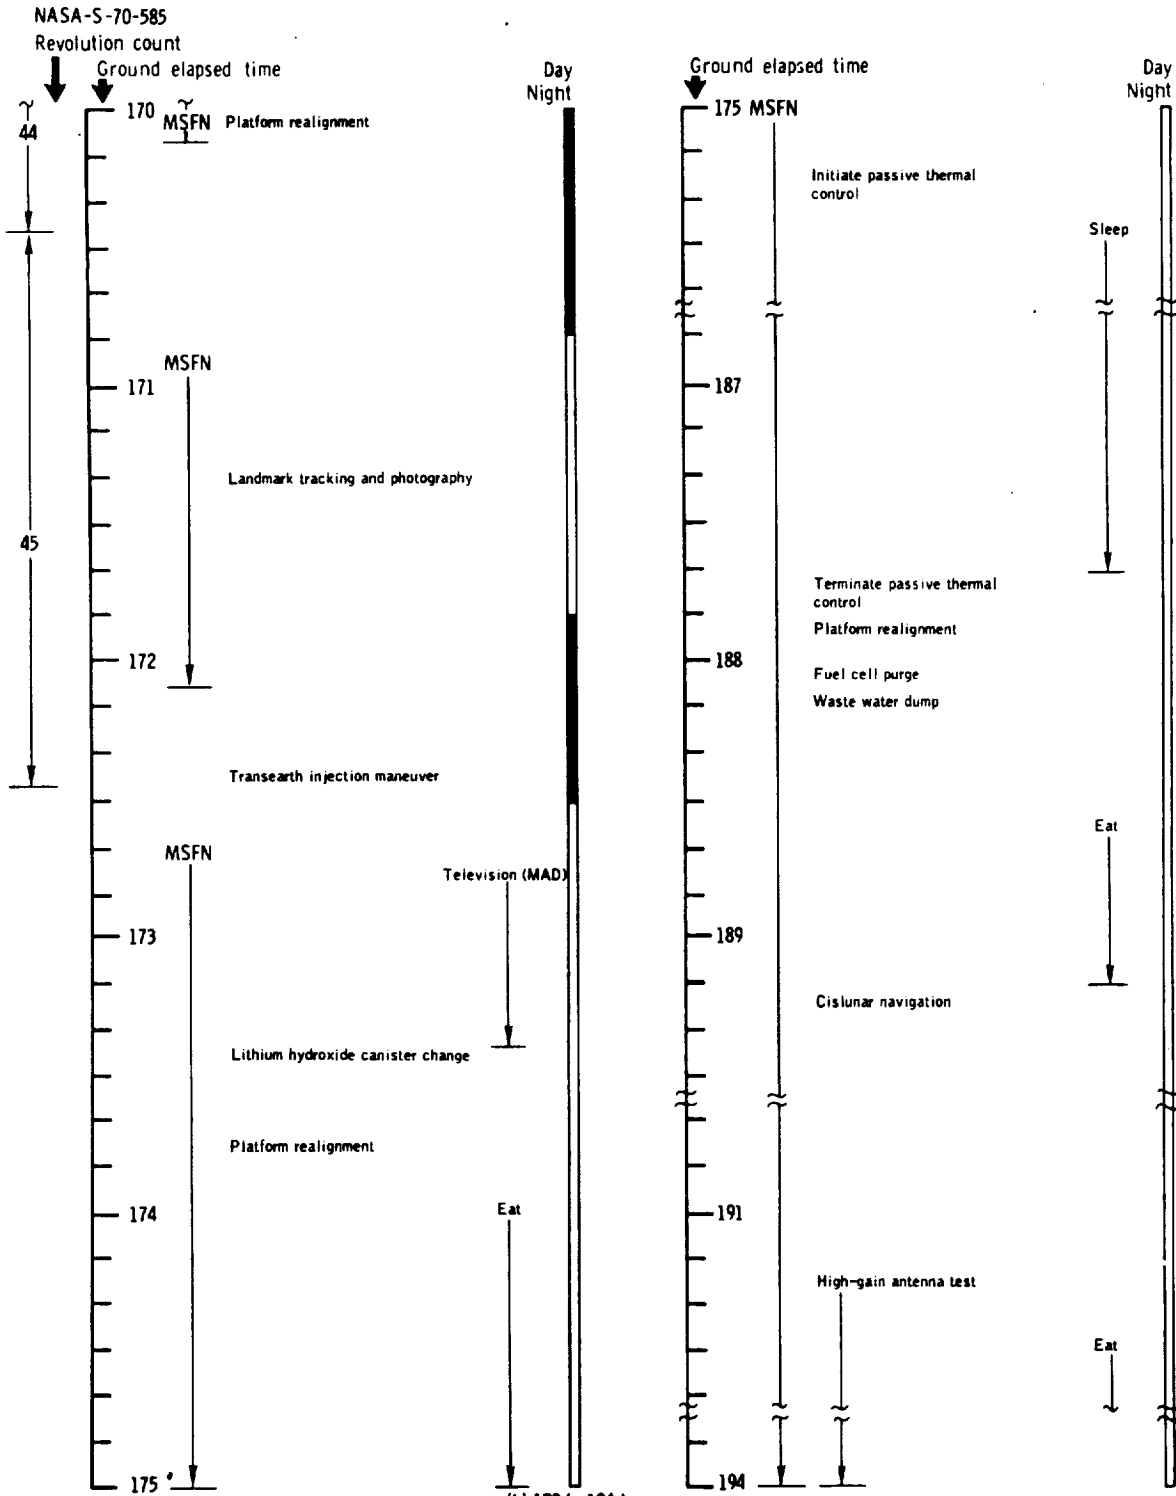 NASA-S-70-585
Revolution count
Ground elapsed time
Day
Night
170
MSFN
Platform realignment
44
MSFN
171
Landmark tracking and photography
45
172
Transearth injection maneuver
MSFN
Television (MAD)
173
Lithium hydroxide canister change
Platform realignment
Eat
174
175
Ground elapsed time
Day
Night
175 MSFN
Initiate passive thermal
control
Sleep
187
Terminate passive thermal
control
Platform realignment
188
Fuel cell purge
Waste water dump
Eat
189
Cislunar navigation
191
High-gain antenna test
Eat
194